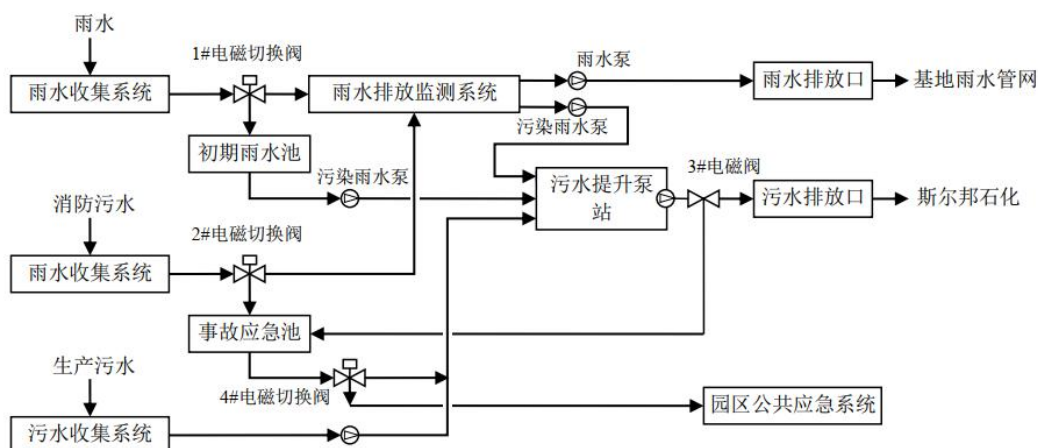 雨水
1#电磁切换阀
雨水泵
雨水收集系统
雨水排放监测系统
雨水排放口
基地雨水管网
污染雨水泵
初期雨水池
污染雨水泵
污水提升泵
站
3#电磁阀
污水排放口
斯尔邦石化
消防污水
2#电磁切换阀
雨水收集系统
事故应急池
生产污水
4#电磁切换阀
园区公共应急系统
污水收集系统